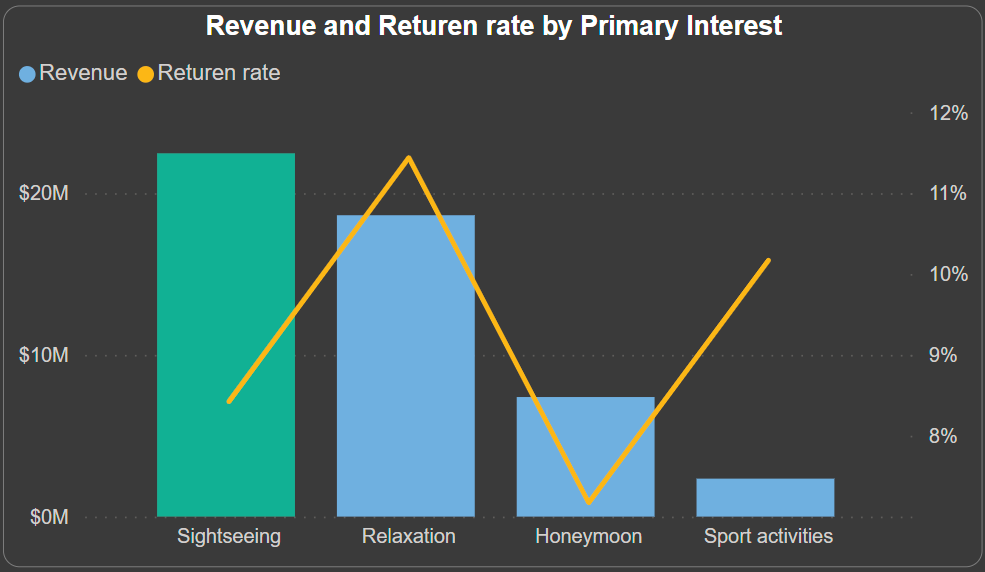 Revenue and Returen rate by Primary Interest
Revenue Returen rate
12%
$20M 11%
10%
$10M 9%
8%
$0M
Sightseeing Relaxation Honeymoon Sport activities